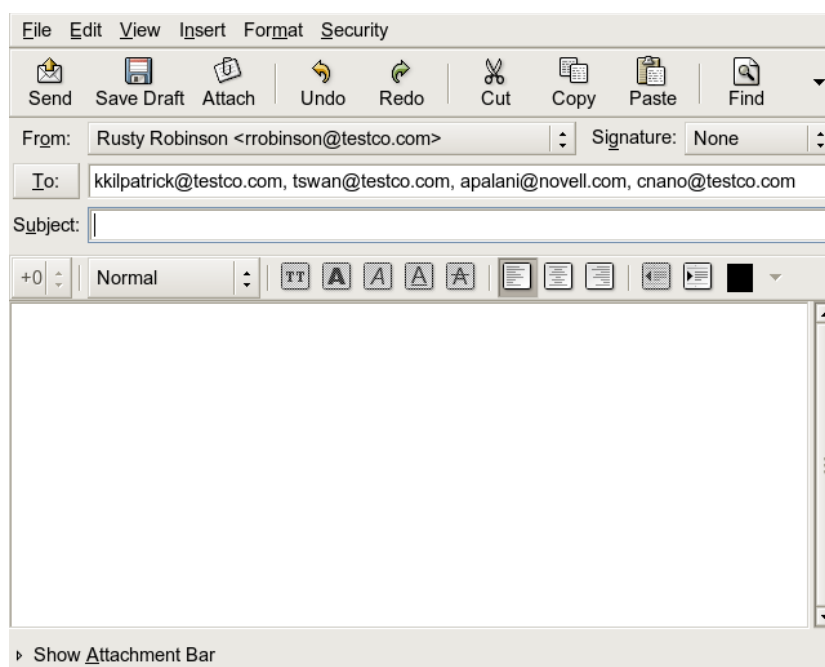 File Edit View Insert Format Security
Send Save Draft Attach Undo Redo Cut Copy Paste Find
From: Rusty Robinson <rrobinson@testco.com> Signature: None
To: kkilpatrick@testco.com, tswan@testco.com, apalani@novell.com, cnano@testco.com
Subject:
+0 Normal TT A A A A
Show Attachment Bar